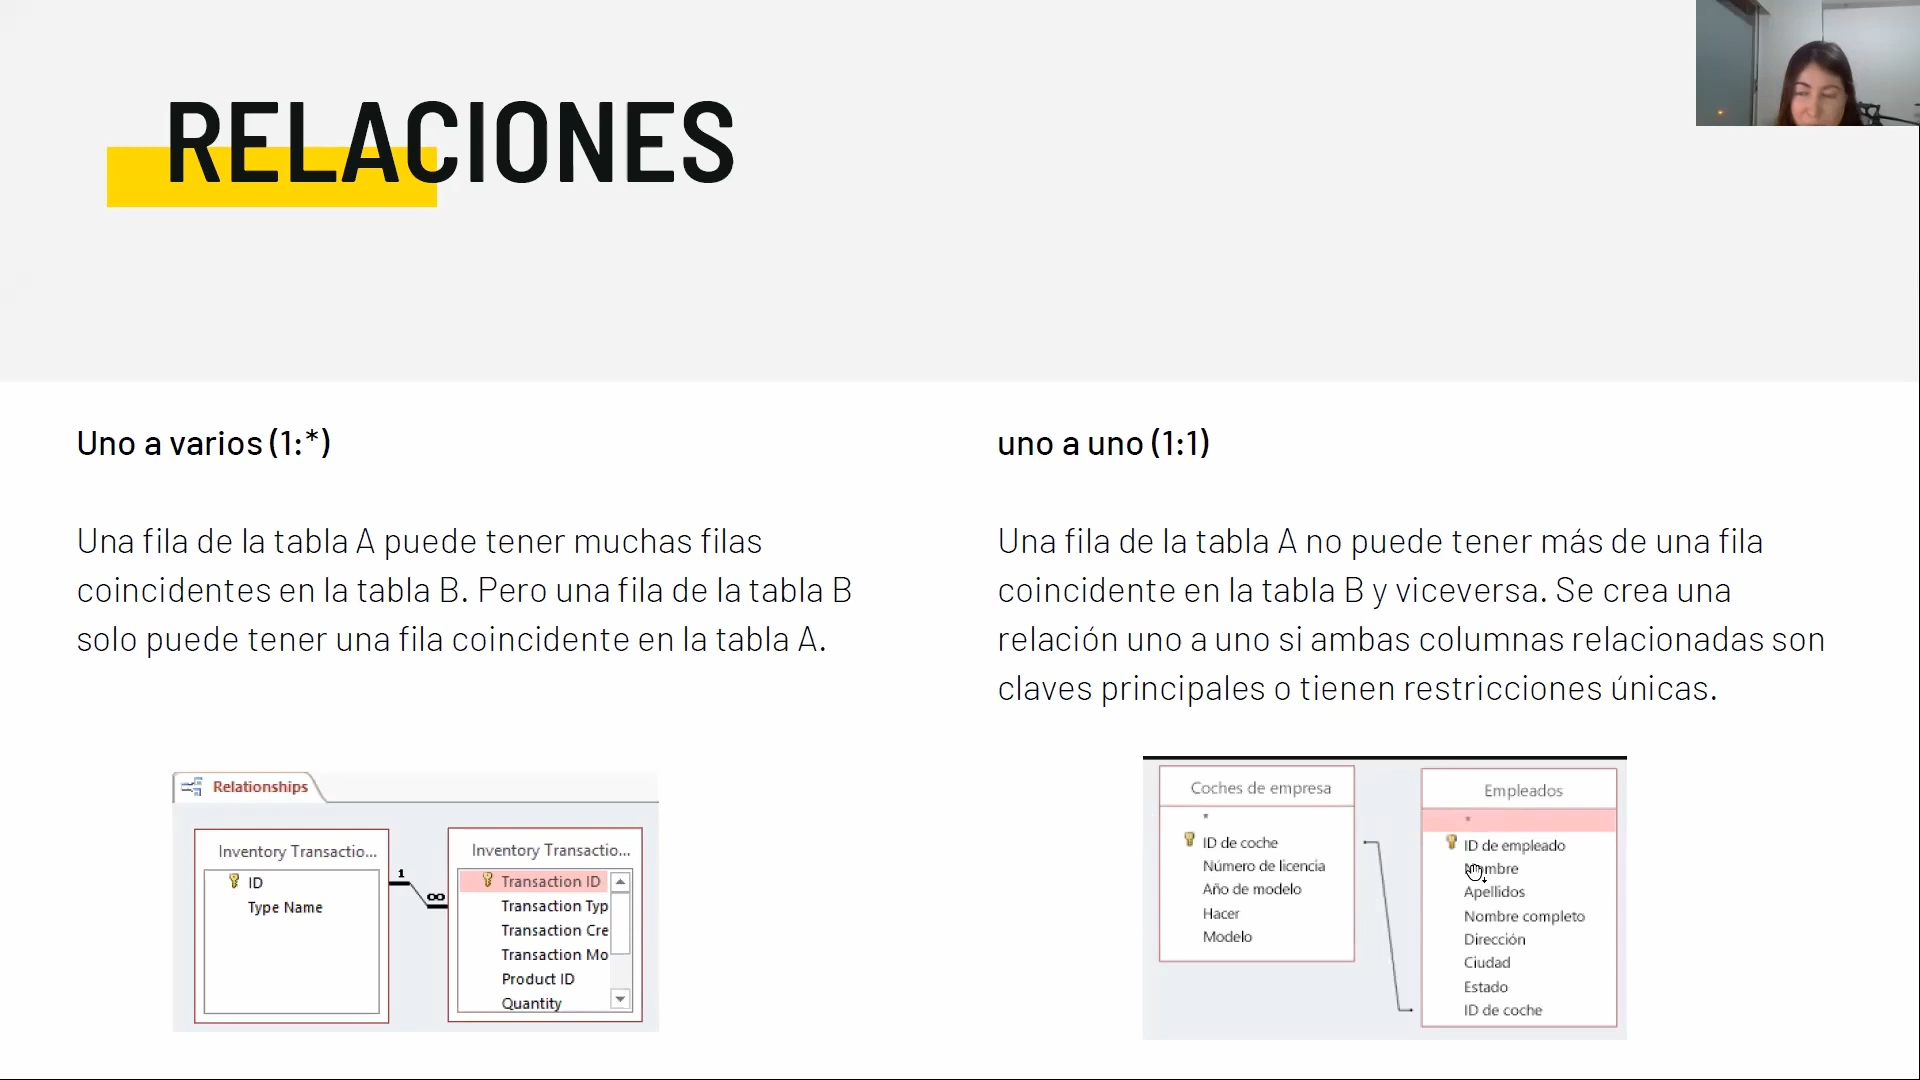 RELACIONES
Uno a varios (1:*)
Una fila de la tabla A puede tener muchas filas
coincidentes en la tabla B. Pero una fila de la tabla B
solo puede tener una fila coincidente en la tabla A.
uno a uno (1:1)
Una fila de la tabla A no puede tener más de una fila
coincidente en la tabla B y viceversa. Se crea una
relación uno a uno si ambas columnas relacionadas son
claves principales o tienen restricciones únicas.
Relationships
Inventory Transactio...
ID
Type Name
1
∞
Inventory Transactio...
Transaction ID
Transaction Typ
Transaction Cre
Transaction Mo
Product ID
Quantity
Coches de empresa
*
ID de coche
Número de licencia
Año de modelo
Hacer
Modelo
Empleados
*
ID de empleado
Nombre
Apellidos
Nombre completo
Dirección
Ciudad
Estado
ID de coche